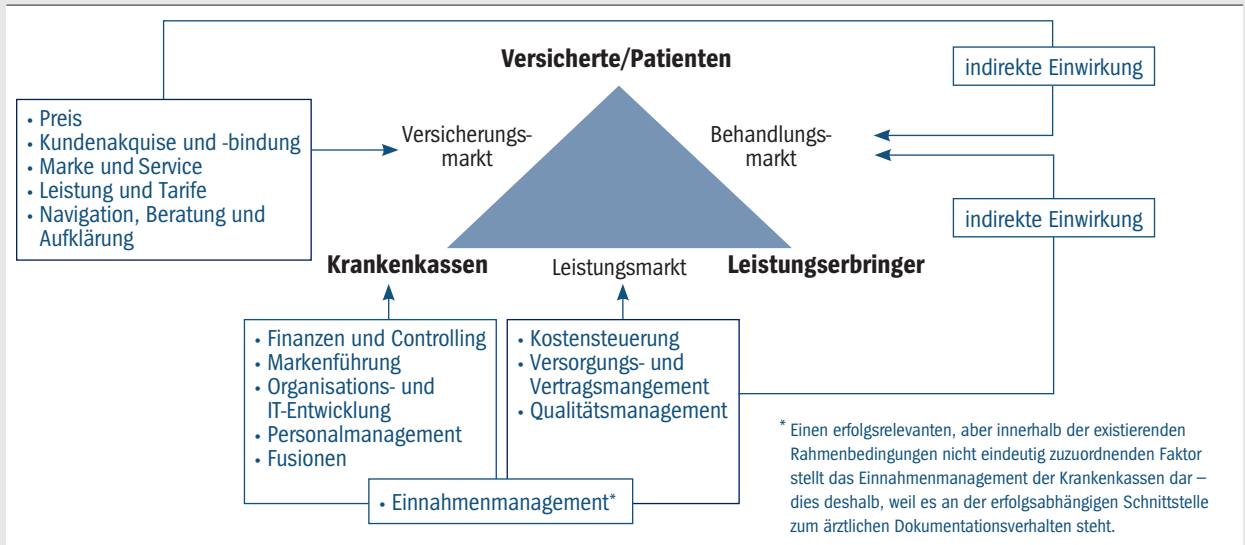 Versicherte/Patienten
indirekte Einwirkung
• Preis
• Kundenakquise und -bindung
• Marke und Service
• Leistung und Tarife
• Navigation, Beratung und
Aufklärung
Versicherungs-
markt
Behandlungs-
markt
indirekte Einwirkung
Krankenkassen
Leistungsmarkt
Leistungserbringer
• Finanzen und Controlling
• Markenführung
• Organisations- und
IT-Entwicklung
• Personalmanagement
• Fusionen
• Kostensteuerung
• Versorgungs- und
Vertragsmangement
• Qualitätsmanagement
• Einnahmenmanagement*
* Einen erfolgsrelevanten, aber innerhalb der existierenden
Rahmenbedingungen nicht eindeutig zuzuordnenden Faktor
stellt das Einnahmenmanagement der Krankenkassen dar –
dies deshalb, weil es an der erfolgsabhängigen Schnittstelle
zum ärztlichen Dokumentationsverhalten steht.